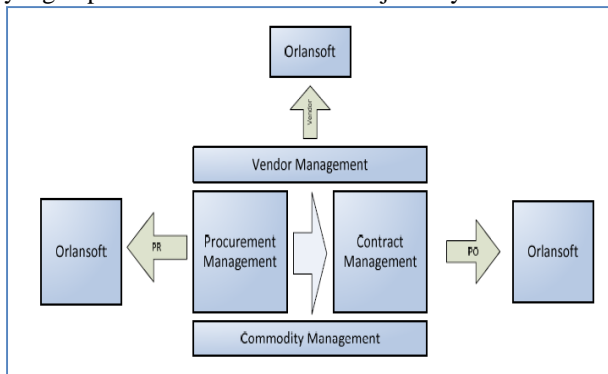 Orlansoft
Vendor
Vendor Management
Orlansoft
PR
Procurement
Management
Contract
Management
PO
Orlansoft
Commodity Management